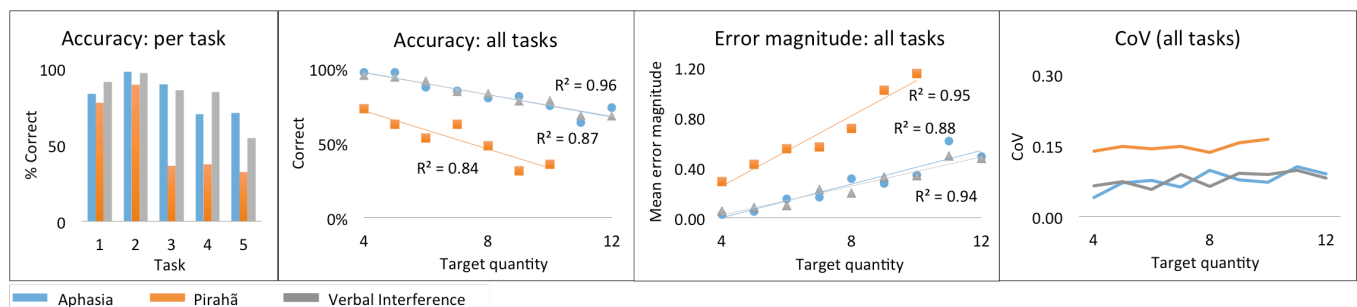 Accuracy: per task
100
50
0
% Correct
1 2 3 4 5
Task
Accuracy: all tasks
100%
50%
0%
Correct
R² = 0.96
R² = 0.87
R² = 0.84
4 8 12
Target quantity
Error magnitude: all tasks
1.20
0.80
0.40
0.00
Mean error magnitude
R² = 0.95
R² = 0.88
R² = 0.94
4 8 12
Target quantity
CoV (all tasks)
0.30
0.15
0.00
CoV
4 8 12
Target quantity
Aphasia Pirahã Verbal Interference